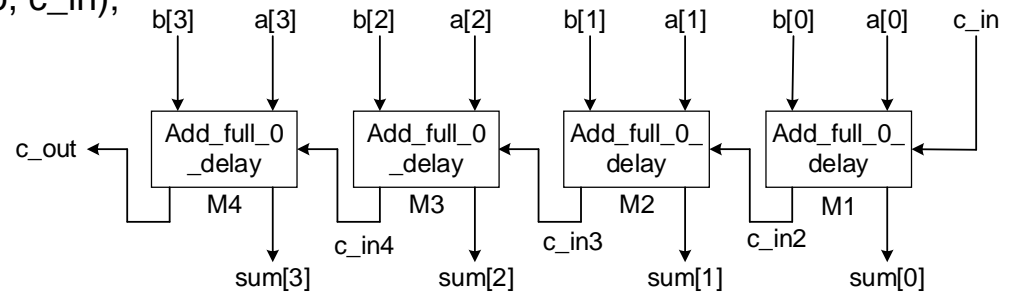 , c_in);
b[3] a[3] b[2] a[2] b[1] a[1] b[0] a[0] c_in
c_out
Add_full_0
_delay
Add_full_0
_delay
Add_full_0_
delay
Add_full_0_
delay
M4 M3 M2 M1
c_in4 c_in3 c_in2
sum[3] sum[2] sum[1] sum[0]